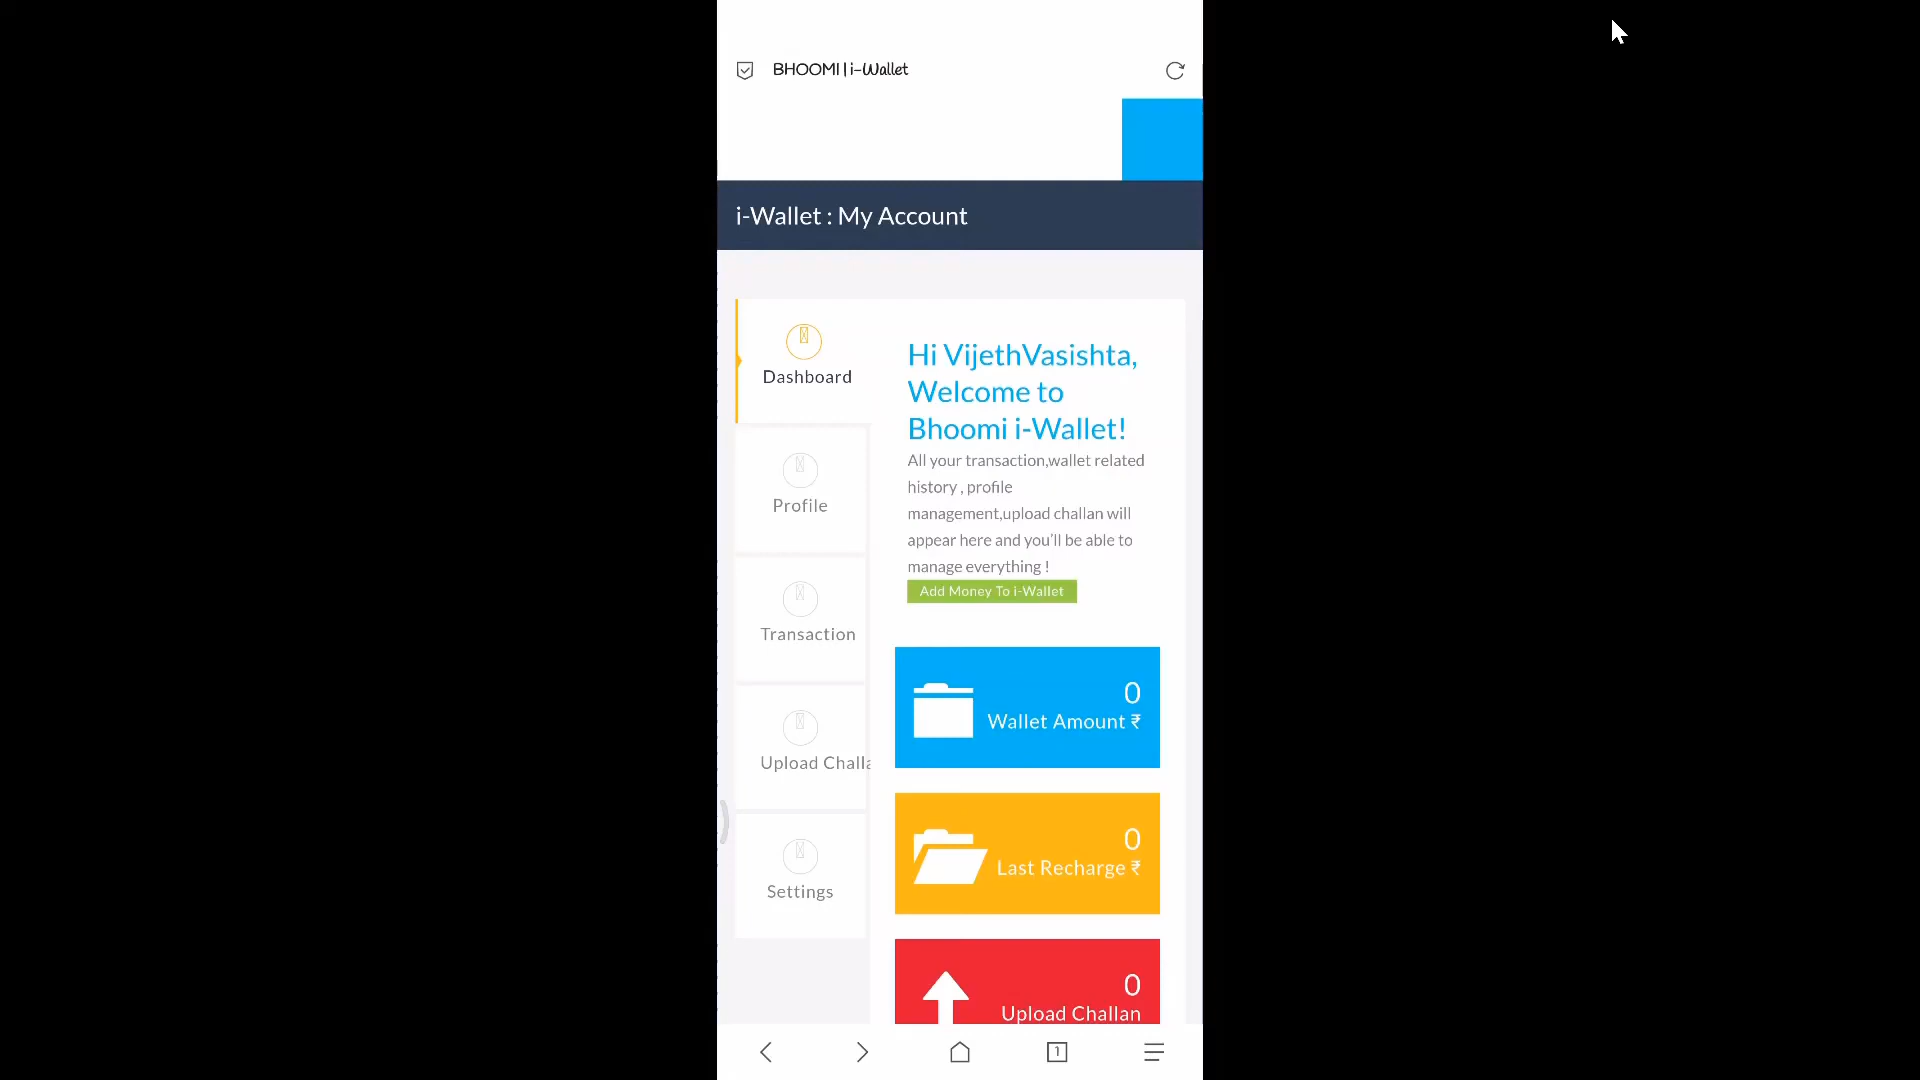 BHOOMI | i-Wallet
i-Wallet : My Account
Dashboard
Profile
Transaction
Upload Challa
Settings
Hi VijethVasishta,
Welcome to
Bhoomi i-Wallet!
All your transaction,wallet related
history , profile
management,upload challan will
appear here and you'll be able to
manage everything !
Add Money To i-Wallet
0
Wallet Amount ₹
0
Last Recharge ₹
0
Upload Challan
1